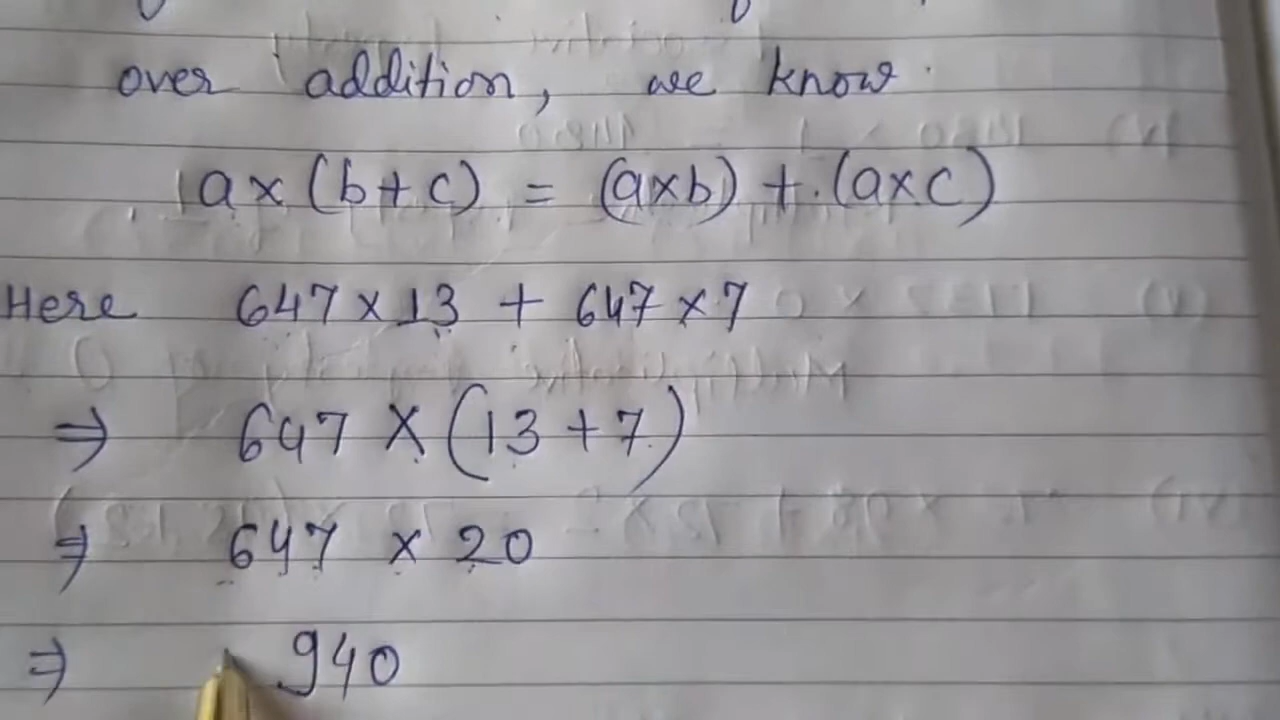 over addition, we know.
a × (b + c) = (a×b) + (a×c)
Here 647 × 13 + 647 × 7
⇒ 647 × (13 + 7)
⇒ 647 × 20
⇒ 940